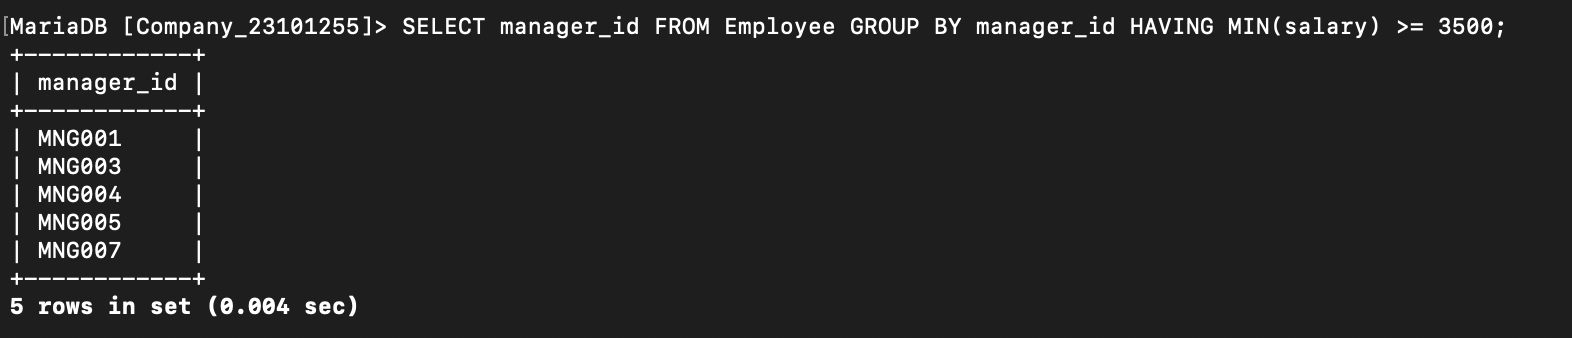 [MariaDB [Company_23101255]> SELECT manager_id FROM Employee GROUP BY manager_id HAVING MIN(salary) >= 3500;
+------------+
| manager_id |
+------------+
| MNG001     |
| MNG003     |
| MNG004     |
| MNG005     |
| MNG007     |
+------------+
5 rows in set (0.004 sec)